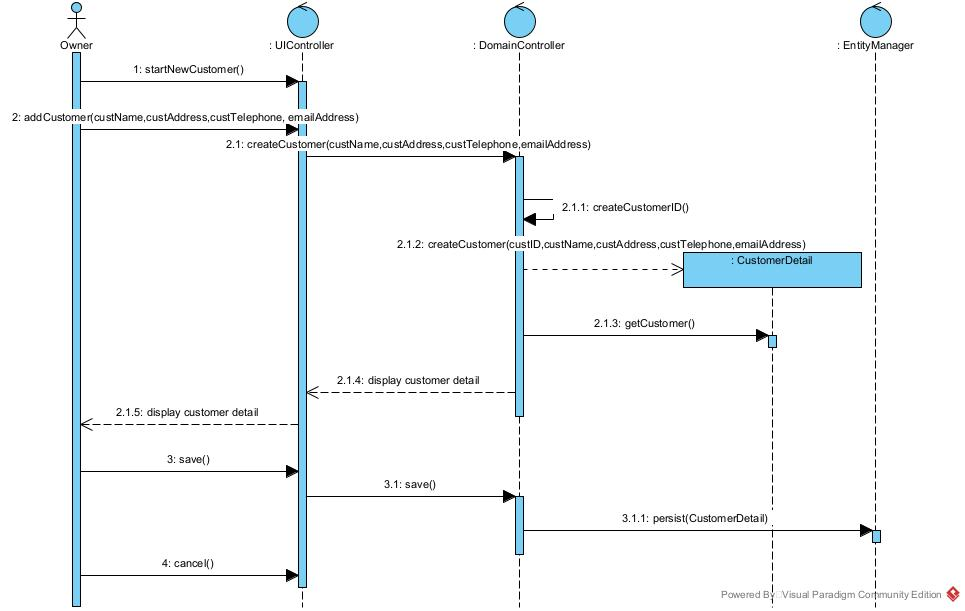 Owner
: UIController
: DomainController
: EntityManager
1: startNewCustomer()
2: addCustomer(custName,custAddress,custTelephone, emailAddress)
2.1: createCustomer(custName,custAddress,custTelephone,emailAddress)
2.1.1: createCustomerID()
2.1.2: createCustomer(custID,custName,custAddress,custTelephone,emailAddress)
: CustomerDetail
2.1.3: getCustomer()
2.1.4: display customer detail
2.1.5: display customer detail
3: save()
3.1: save()
3.1.1: persist(CustomerDetail)
4: cancel()
Powered By Visual Paradigm Community Edition